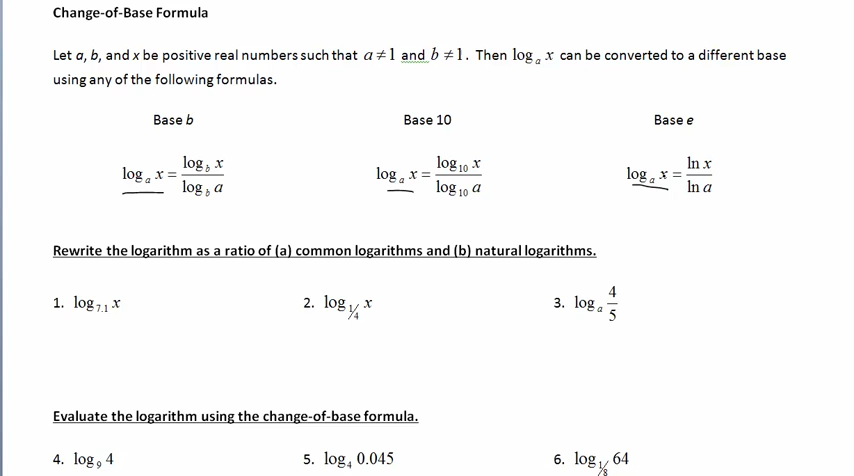 Change-of-Base Formula
Let a, b, and x be positive real numbers such that a ≠ 1 and b ≠ 1. Then log_a x can be converted to a different base
using any of the following formulas.
Base b Base 10 Base e
log_a x = log_b x / log_b a log_a x = log_10 x / log_10 a log_a x = ln x / ln a
Rewrite the logarithm as a ratio of (a) common logarithms and (b) natural logarithms.
1. log_7.1 x 2. log_1/4 x 3. log_a 4/5
Evaluate the logarithm using the change-of-base formula.
4. log_9 4 5. log_4 0.045 6. log_1/8 64